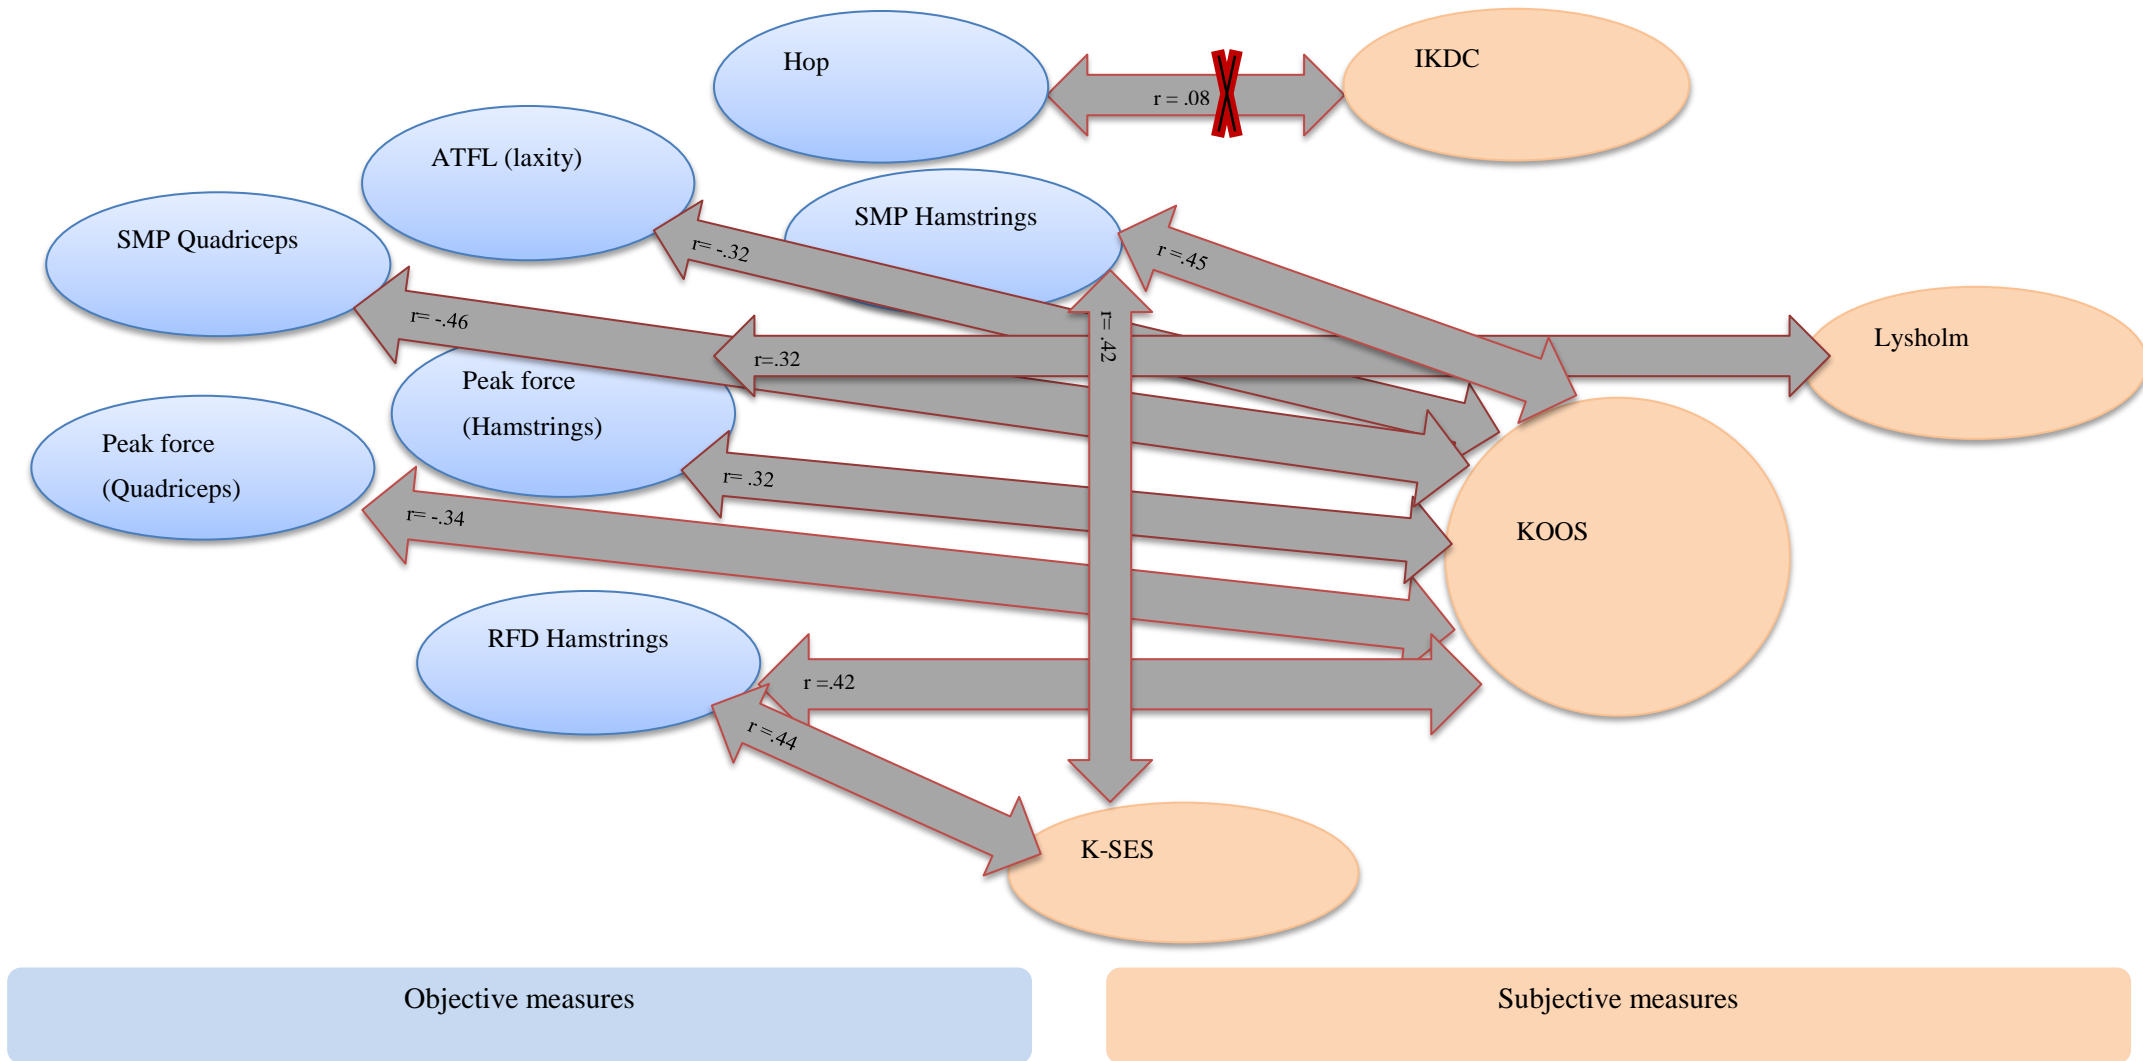 Hop
IKDC
r = .08
ATFL (laxity)
SMP Hamstrings
SMP Quadriceps
r= -.32
r =.45
r= -.46
r= .42
r=.32
Lysholm
Peak force
(Hamstrings)
Peak force
(Quadriceps)
r= .32
r= -.34
KOOS
RFD Hamstrings
r =.42
r =.44
K-SES
Objective measures
Subjective measures